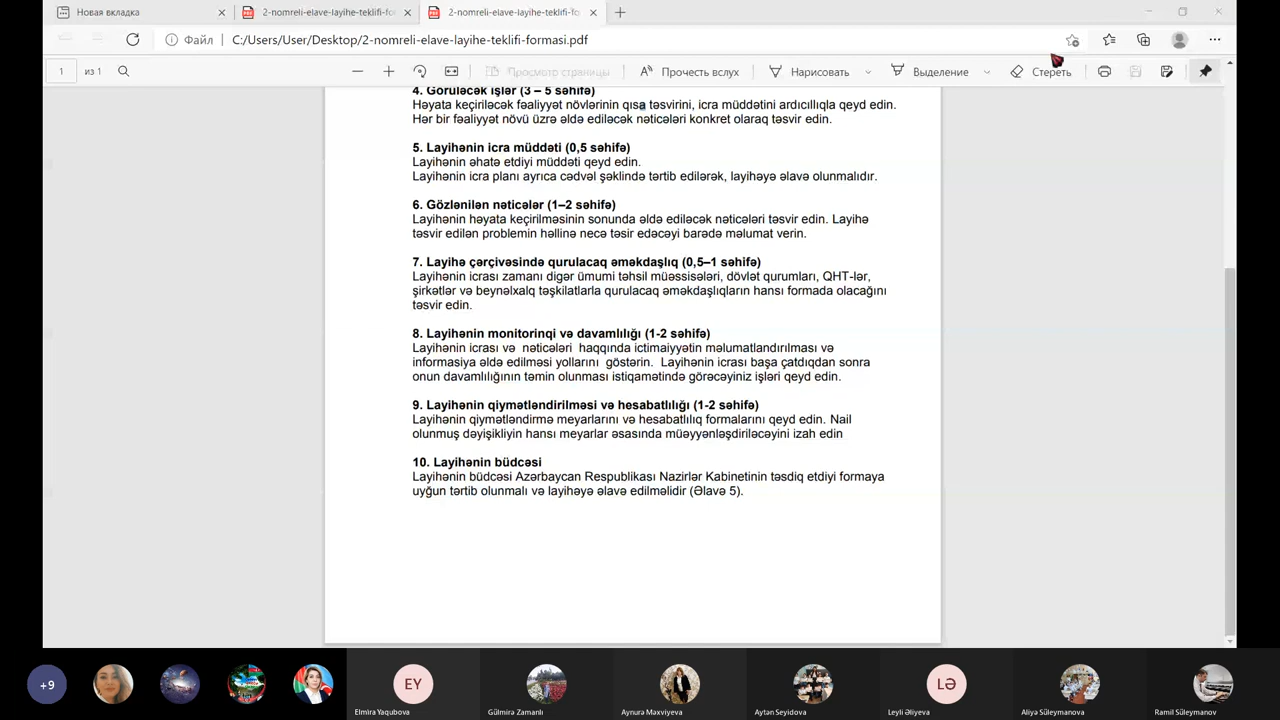 Новая вкладка
2-nomreli-elave-layihe-teklifi-fo
2-nomreli-elave-layihe-teklifi-fo
Файл
C:/Users/User/Desktop/2-nomreli-elave-layihe-teklifi-formasi.pdf
1 из 1
Просмотр страницы
Прочесть вслух
Нарисовать
Выделение
Стереть
4. Görüləcək işlər (3 – 5 səhifə)
Həyata keçiriləcək fəaliyyət növlərinin qısa təsvirini, icra müddətini ardıcıllıqla qeyd edin.
Hər bir fəaliyyət növü üzrə əldə ediləcək nəticələri konkret olaraq təsvir edin.
5. Layihənin icra müddəti (0,5 səhifə)
Layihənin əhatə etdiyi müddəti qeyd edin.
Layihənin icra planı ayrıca cədvəl şəklində tərtib edilərək, layihəyə əlavə olunmalıdır.
6. Gözlənilən nəticələr (1–2 səhifə)
Layihənin həyata keçirilməsinin sonunda əldə ediləcək nəticələri təsvir edin. Layihə
təsvir edilən problemin həllinə necə təsir edəcəyi barədə məlumat verin.
7. Layihə çərçivəsində qurulacaq əməkdaşlıq (0,5–1 səhifə)
Layihənin icrası zamanı digər ümumi təhsil müəssisələri, dövlət qurumları, QHT-lər,
şirkətlər və beynəlxalq təşkilatlarla qurulacaq əməkdaşlıqların hansı formada olacağını
təsvir edin.
8. Layihənin monitorinqi və davamlılığı (1-2 səhifə)
Layihənin icrası və nəticələri haqqında ictimaiyyətin məlumatlandırılması və
informasiya əldə edilməsi yollarını göstərin. Layihənin icrası başa çatdıqdan sonra
onun davamlılığının təmin olunması istiqamətində görəcəyiniz işləri qeyd edin.
9. Layihənin qiymətləndirilməsi və hesabatlılığı (1-2 səhifə)
Layihənin qiymətləndirmə meyarlarını və hesabatlılıq formalarını qeyd edin. Nail
olunmuş dəyişikliyin hansı meyarlar əsasında müəyyənləşdiriləcəyini izah edin
10. Layihənin büdcəsi
Layihənin büdcəsi Azərbaycan Respublikası Nazirlər Kabinetinin təsdiq etdiyi formaya
uyğun tərtib olunmalı və layihəyə əlavə edilməlidir (Əlavə 5).
+9
EY
LƏ
Elmira Yaqubova
Gülmirə Zamanlı
Aynurə Məxviyeva
Aytən Seyidova
Leyli Əliyeva
Aliyə Süleymanova
Ramil Süleymanov